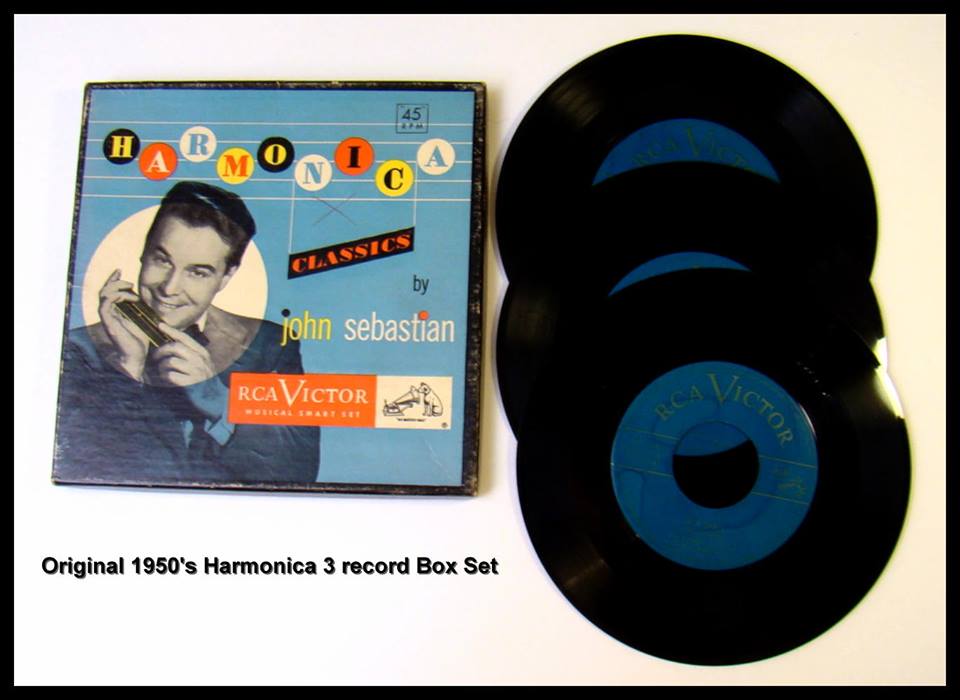 45
RPM
HARMONICA
CLASSICS
by
john sebastian
RCA VICTOR
MUSICAL SMART SET
RCA VICTOR
RCA VICTOR
Original 1950's Harmonica 3 record Box Set